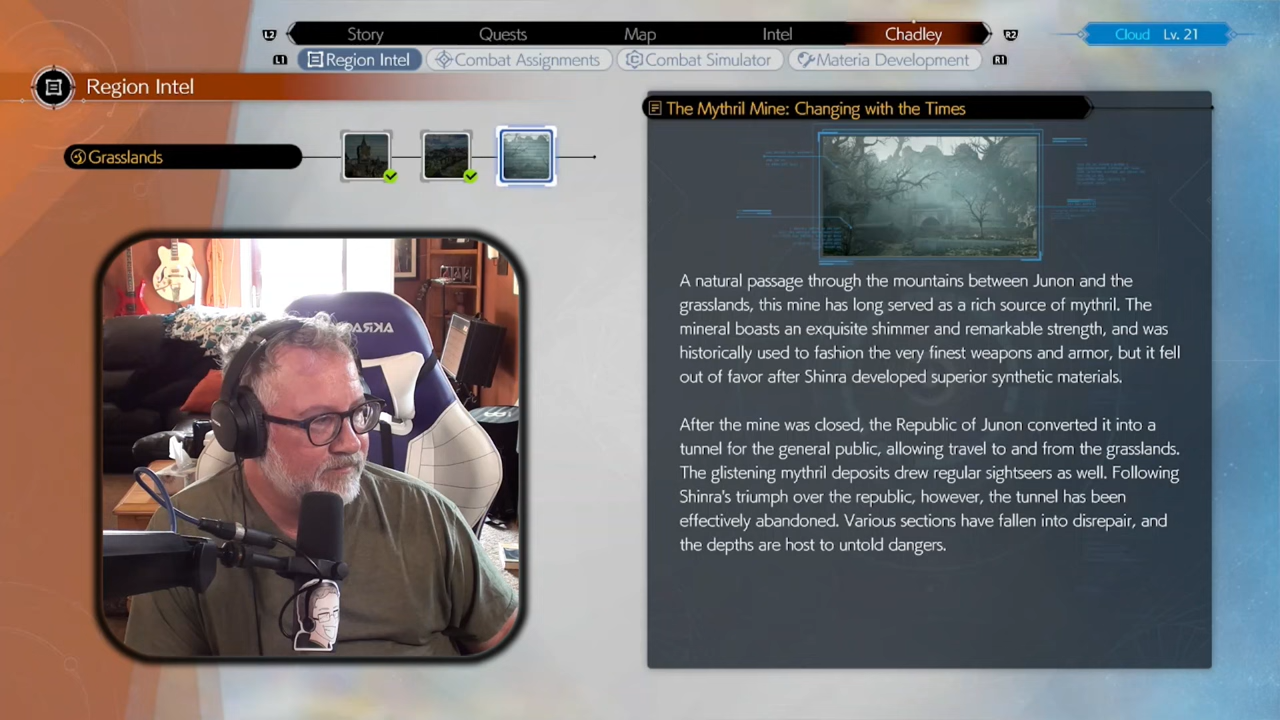 L2 Story Quests Map Intel Chadley R2 Cloud Lv. 21
L1 Region Intel Combat Assignments Combat Simulator Materia Development R1
Region Intel
The Mythril Mine: Changing with the Times
Grasslands
A natural passage through the mountains between Junon and the
grasslands, this mine has long served as a rich source of mythril. The
mineral boasts an exquisite shimmer and remarkable strength, and was
historically used to fashion the very finest weapons and armor, but it fell
out of favor after Shinra developed superior synthetic materials.
After the mine was closed, the Republic of Junon converted it into a
tunnel for the general public, allowing travel to and from the grasslands.
The glistening mythril deposits drew regular sightseers as well. Following
Shinra's triumph over the republic, however, the tunnel has been
effectively abandoned. Various sections have fallen into disrepair, and
the depths are host to untold dangers.